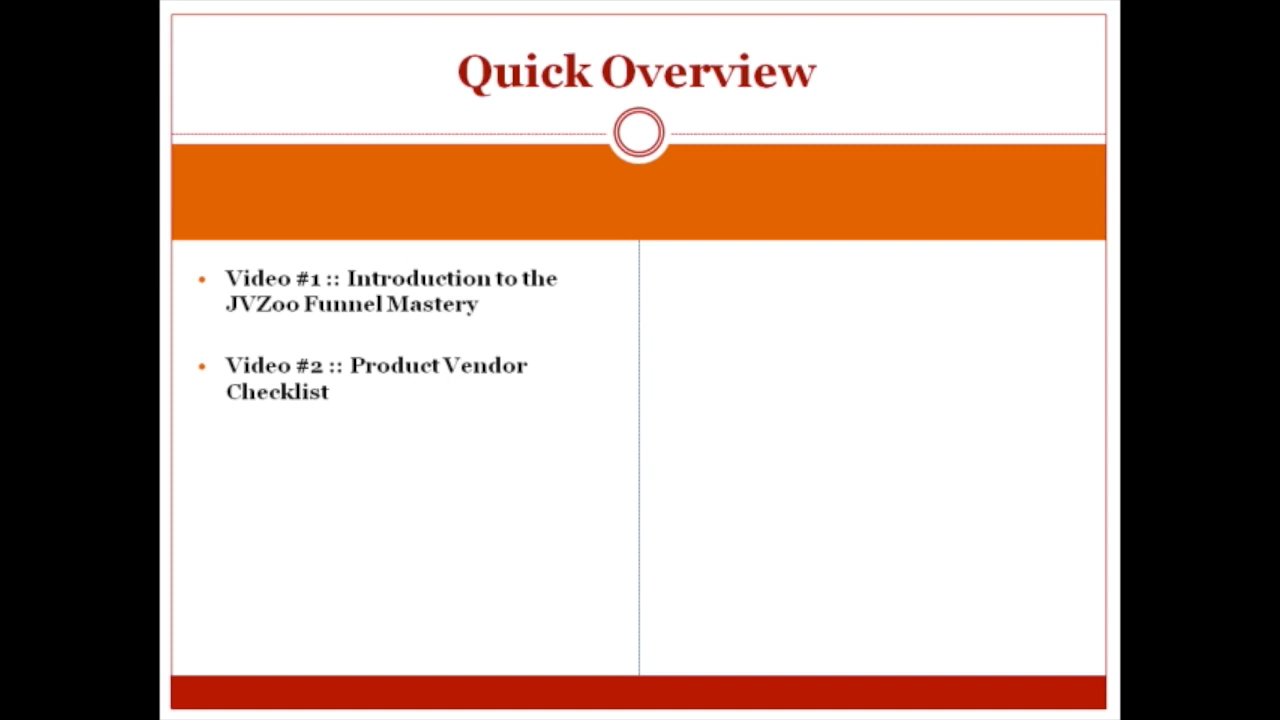 Quick Overview
Video #1 :: Introduction to the
JVZoo Funnel Mastery
Video #2 :: Product Vendor
Checklist